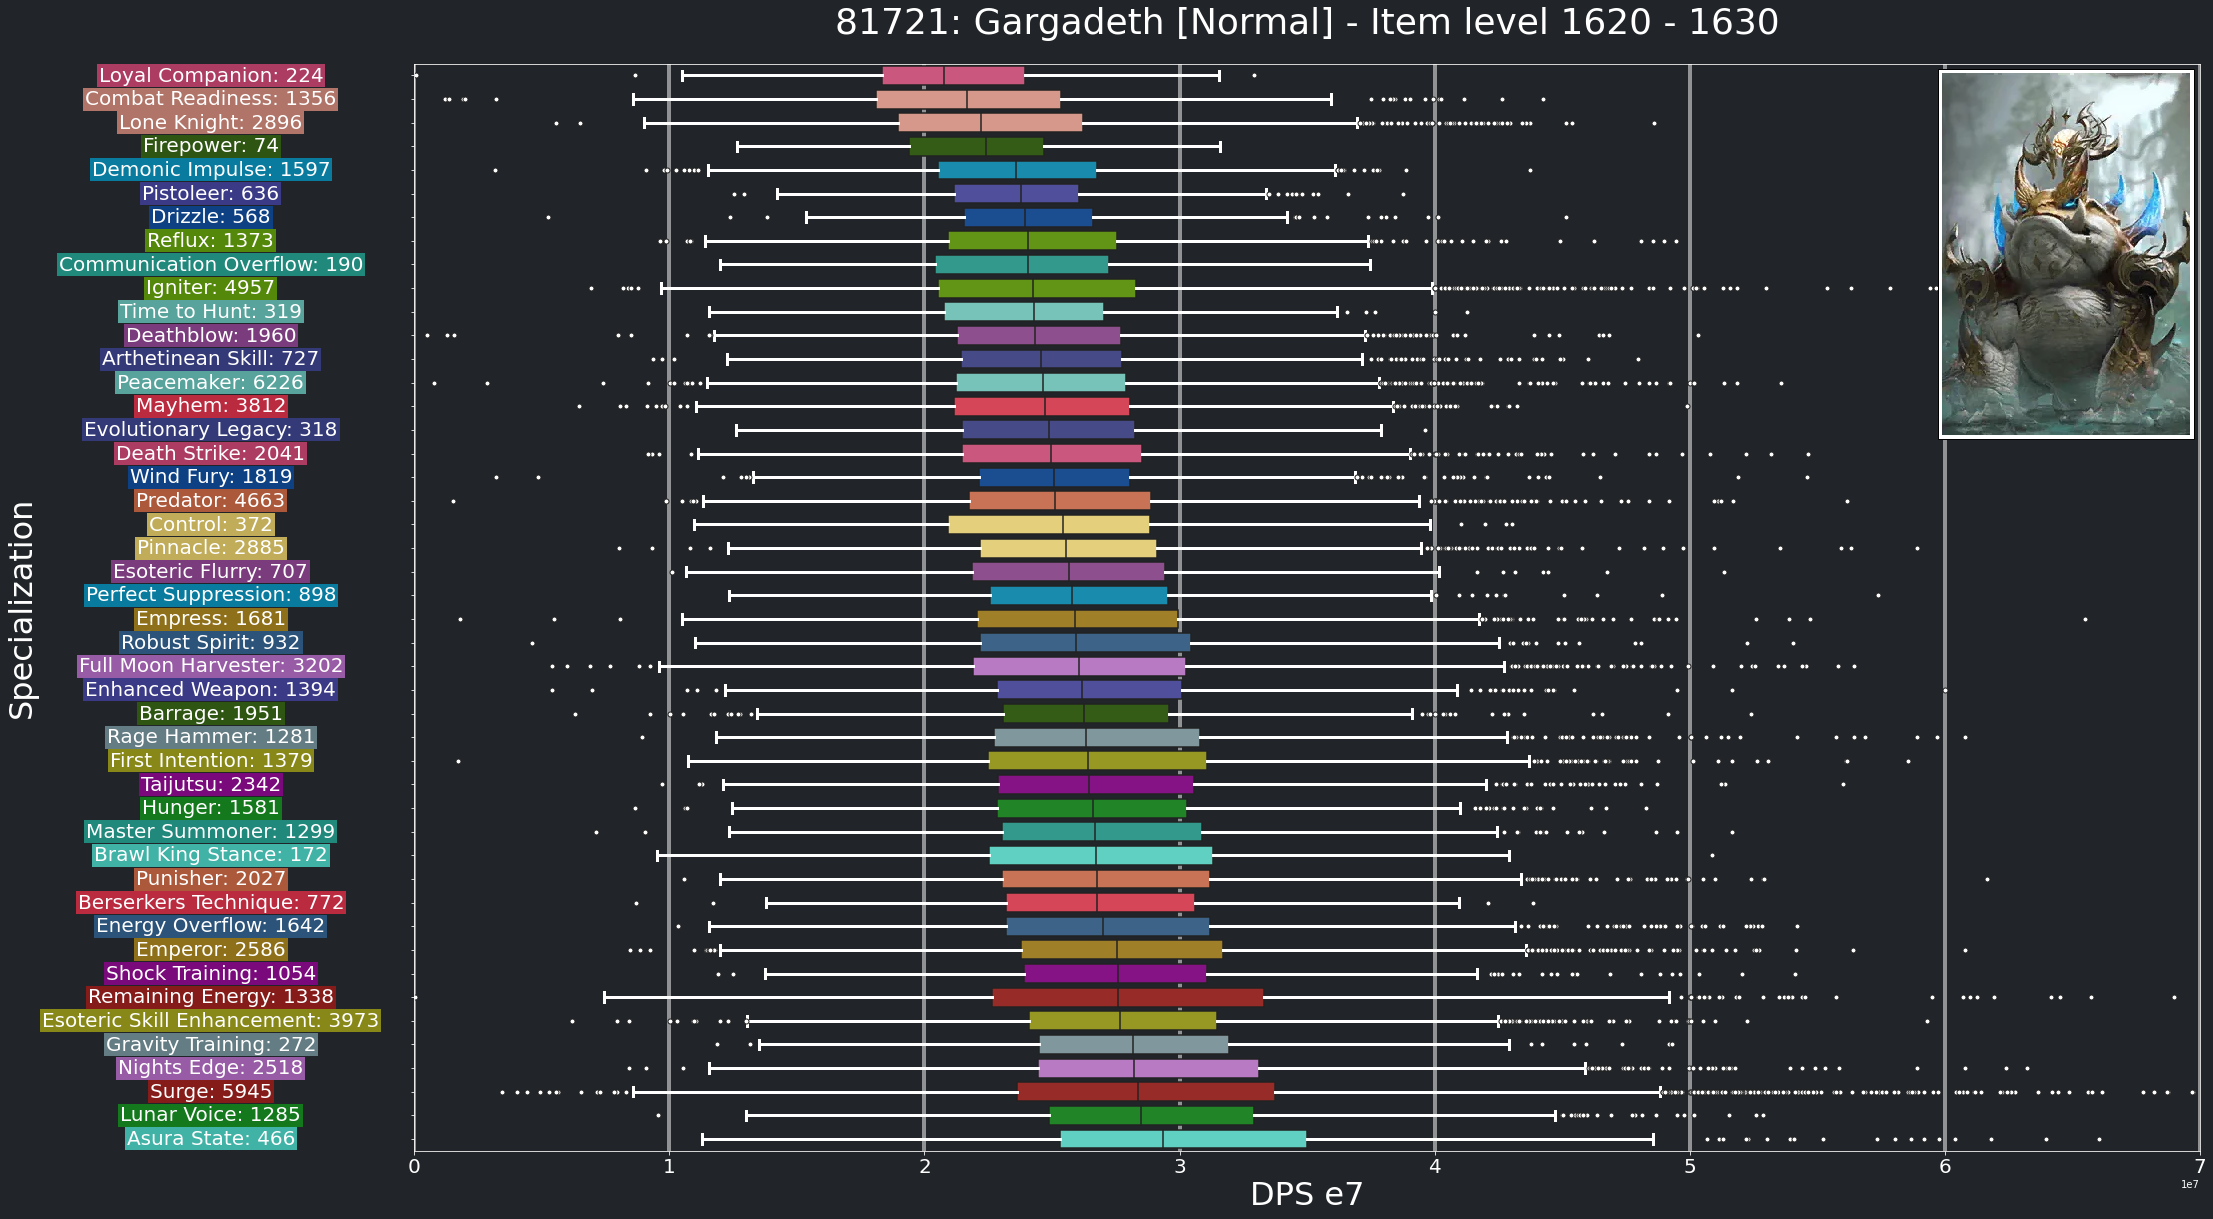 81721: Gargadeth [Normal] - Item level 1620 - 1630
Loyal Companion: 224
Combat Readiness: 1356
Lone Knight: 2896
Firepower: 74
Demonic Impulse: 1597
Pistoleer: 636
Drizzle: 568
Reflux: 1373
Communication Overflow: 190
Igniter: 4957
Time to Hunt: 319
Deathblow: 1960
Arthetinean Skill: 727
Peacemaker: 6226
Mayhem: 3812
Evolutionary Legacy: 318
Death Strike: 2041
Wind Fury: 1819
Predator: 4663
Control: 372
Pinnacle: 2885
Esoteric Flurry: 707
Perfect Suppression: 898
Empress: 1681
Robust Spirit: 932
Full Moon Harvester: 3202
Enhanced Weapon: 1394
Barrage: 1951
Rage Hammer: 1281
First Intention: 1379
Taijutsu: 2342
Hunger: 1581
Master Summoner: 1299
Brawl King Stance: 172
Punisher: 2027
Berserkers Technique: 772
Energy Overflow: 1642
Emperor: 2586
Shock Training: 1054
Remaining Energy: 1338
Esoteric Skill Enhancement: 3973
Gravity Training: 272
Nights Edge: 2518
Surge: 5945
Lunar Voice: 1285
Asura State: 466
Specialization
0 1 2 3 4 5 6 7
1e7
DPS e7